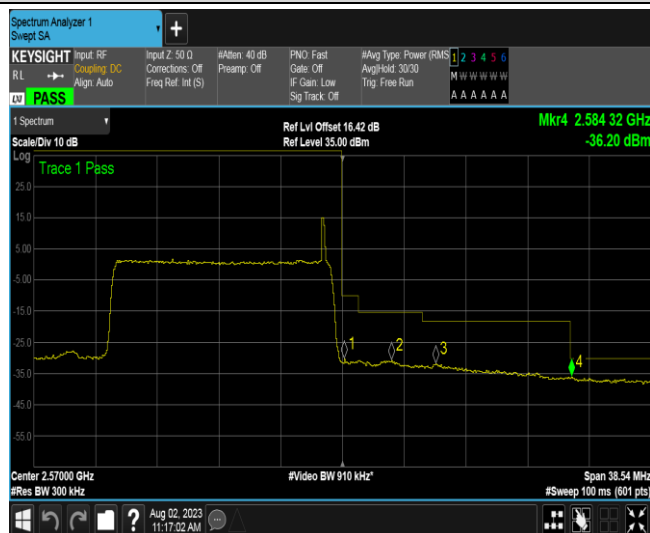 Spectrum Analyzer 1
Swept SA
+
KEYSIGHT
RL
LXI PASS
Input: RF
Coupling: DC
Align: Auto
Input Z: 50 Ω
Corrections: Off
Freq Ref: Int (S)
#Atten: 40 dB
Preamp: Off
PNO: Fast
Gate: Off
IF Gain: Low
Sig Track: Off
#Avg Type: Power (RMS
Avg|Hold: 30/30
Trig: Free Run
1 2 3 4 5 6
M W W W W W
A A A A A A
1 Spectrum
Scale/Div 10 dB
Ref Lvl Offset 16.42 dB
Ref Level 35.00 dBm
Mkr4 2.584 32 GHz
-36.20 dBm
Log
Trace 1 Pass
25.0
15.0
5.00
-5.00
-15.0
-25.0
-35.0
-45.0
-55.0
1
2
3
4
Center 2.57000 GHz
#Res BW 300 kHz
#Video BW 910 kHz*
Span 38.54 MHz
#Sweep 100 ms (601 pts)
?
Aug 02, 2023
11:17:02 AM